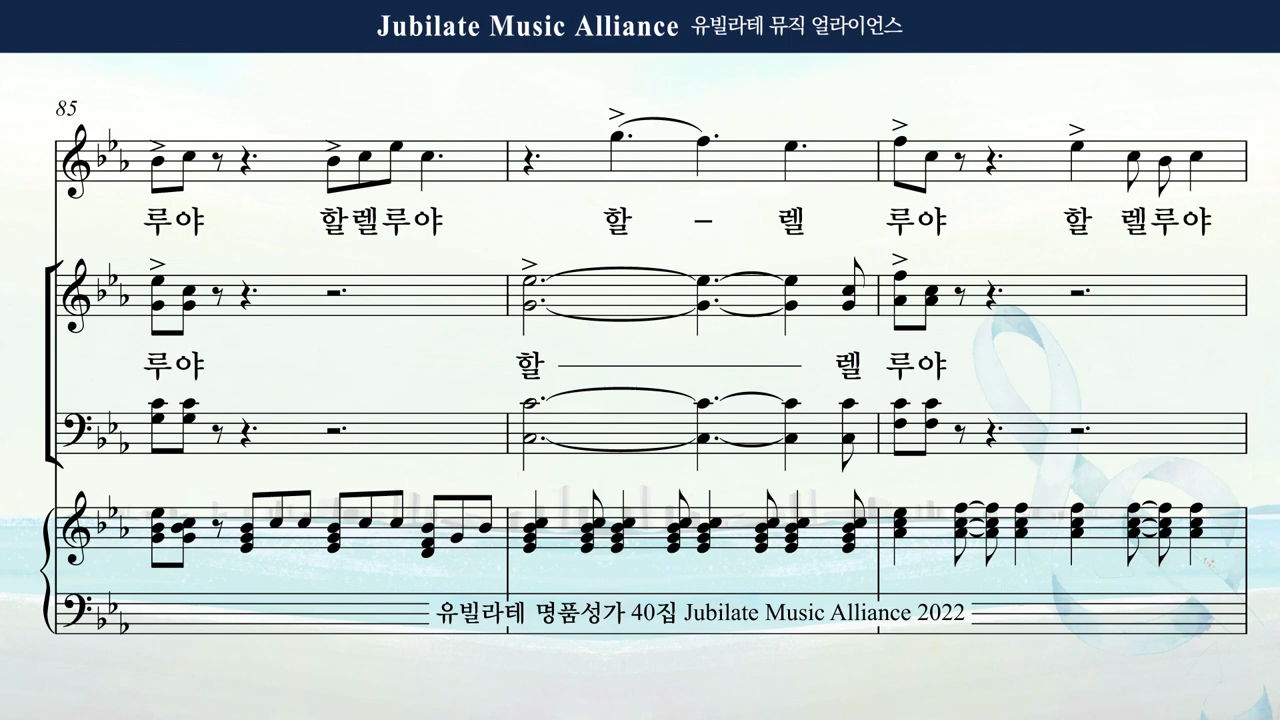 Jubilate Music Alliance 유빌라테 뮤직 얼라이언스
85
루야 할렐루야 할 – 렐 루야 할 렐루야
루야 할 렐 루야
유빌라테 명품성가 40집 Jubilate Music Alliance 2022